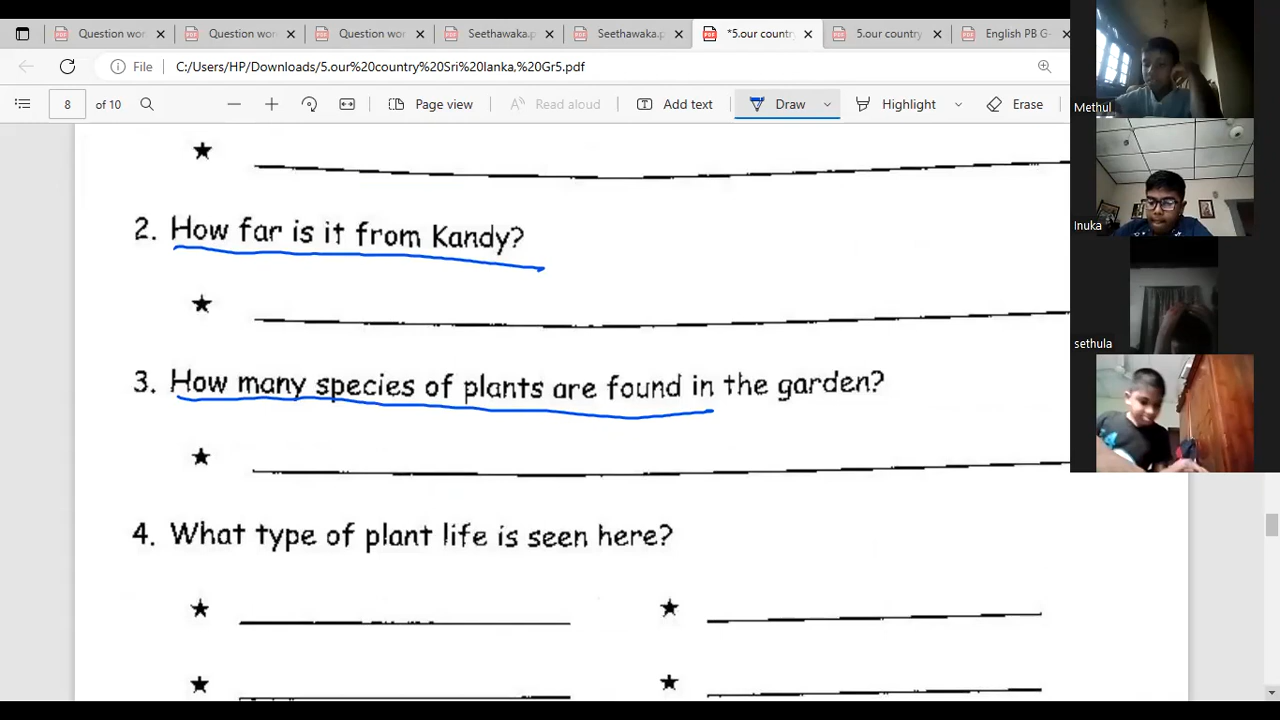 Question wor
Question wor
Question wor
Seethawaka.p
Seethawaka.p
*5.our country
5.our country
English PB G-
File
C:/Users/HP/Downloads/5.our%20country%20Sri%20lanka,%20Gr5.pdf
8 of 10
Page view
Read aloud
Add text
Draw
Highlight
Erase
Methul
Inuka
sethula
2. How far is it from Kandy?
3. How many species of plants are found in the garden?
4. What type of plant life is seen here?